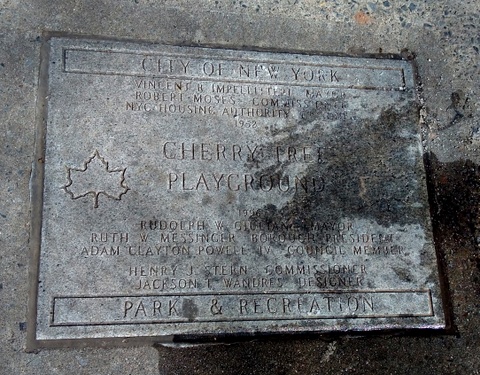 CITY OF NEW YORK
VINCENT R. IMPELLITTERI, MAYOR
ROBERT MOSES, COMMISSIONER
NYC HOUSING AUTHORITY
1952
CHERRY TREE
PLAYGROUND
RUDOLPH W. GIULIANI, MAYOR
RUTH W. MESSINGER, BOROUGH PRESIDENT
ADAM CLAYTON POWELL IV, COUNCIL MEMBER
HENRY J. STERN, COMMISSIONER
JACKSON T. WANDRES, DESIGNER
PARKS & RECREATION